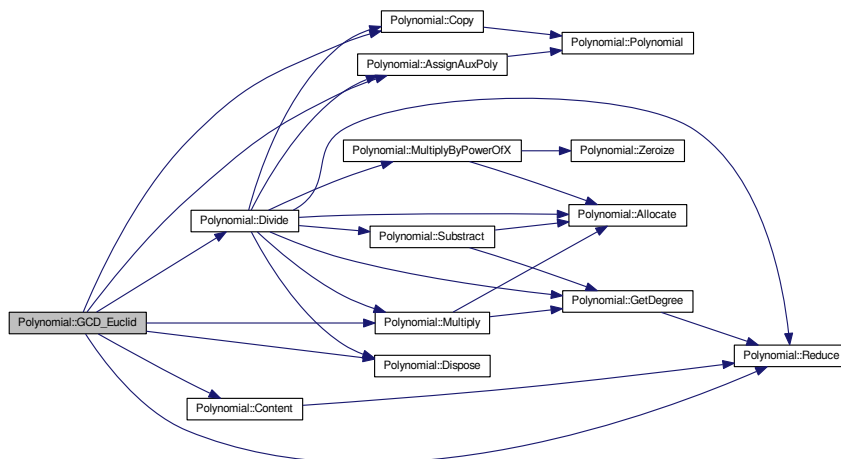 Polynomial::Copy
Polynomial::Polynomial
Polynomial::AssignAuxPoly
Polynomial::MultiplyByPowerOfX
Polynomial::Zeroize
Polynomial::Divide
Polynomial::Allocate
Polynomial::Substract
Polynomial::GetDegree
Polynomial::GCD_Euclid
Polynomial::Multiply
Polynomial::Reduce
Polynomial::Dispose
Polynomial::Content